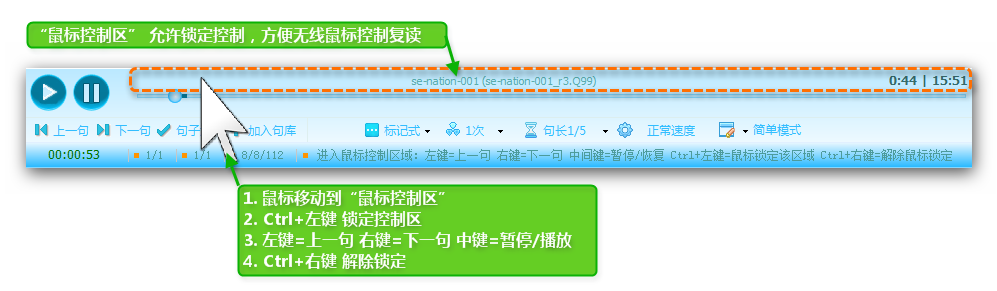 “鼠标控制区” 允许锁定控制，方便无线鼠标控制复读
se-nation-001 (se-nation-001_r3.Q99)
0:44 | 15:51
上一句 下一句 句子 加入句库 标记式 1次 句长1/5 正常速度 简单模式
00:00:53 1/1 1/1 8/8/112 进入鼠标控制区域: 左键=上一句 右键=下一句 中间键=暂停/恢复 Ctrl+左键=鼠标锁定该区域 Ctrl+右键=解除鼠标锁定
1. 鼠标移动到“鼠标控制区”
2. Ctrl+左键 锁定控制区
3. 左键=上一句 右键=下一句 中键=暂停/播放
4. Ctrl+右键 解除锁定